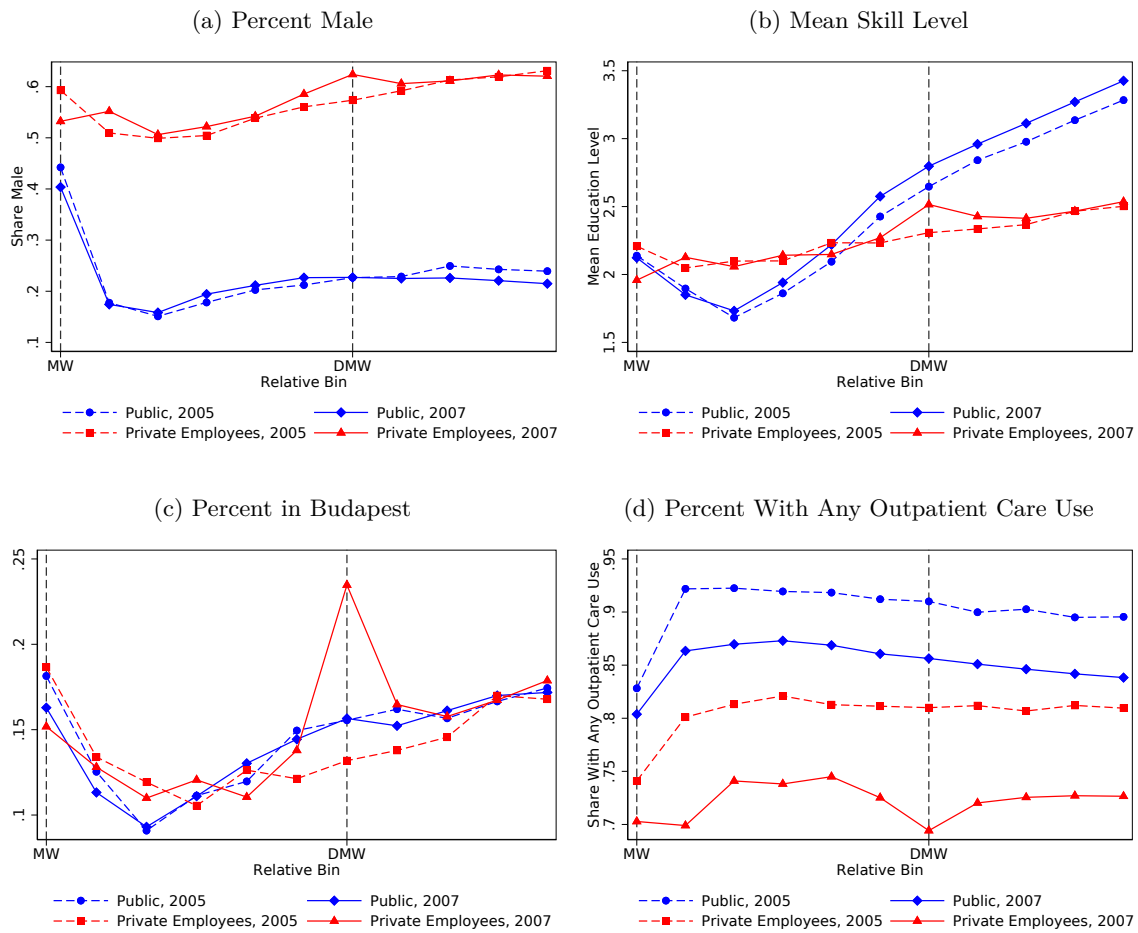 (a) Percent Male
Share Male
.6
.5
.4
.3
.2
.1
MW
DMW
Relative Bin
Public, 2005
Public, 2007
Private Employees, 2005
Private Employees, 2007
(b) Mean Skill Level
Mean Education Level
3.5
3
2.5
2
1.5
MW
DMW
Relative Bin
Public, 2005
Public, 2007
Private Employees, 2005
Private Employees, 2007
(c) Percent in Budapest
.25
.2
.15
.1
MW
DMW
Relative Bin
Public, 2005
Public, 2007
Private Employees, 2005
Private Employees, 2007
(d) Percent With Any Outpatient Care Use
Share With Any Outpatient Care Use
.95
.9
.85
.8
.75
.7
MW
DMW
Relative Bin
Public, 2005
Public, 2007
Private Employees, 2005
Private Employees, 2007